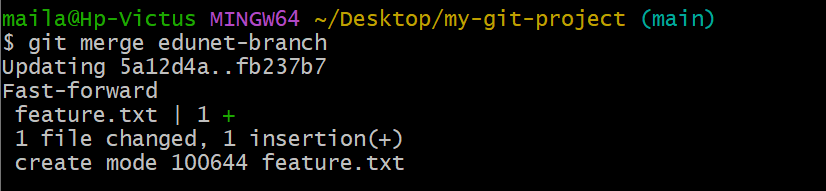 maila@Hp-Victus MINGW64 ~/Desktop/my-git-project (main)
$ git merge edunet-branch
Updating 5a12d4a..fb237b7
Fast-forward
 feature.txt | 1 +
 1 file changed, 1 insertion(+)
 create mode 100644 feature.txt